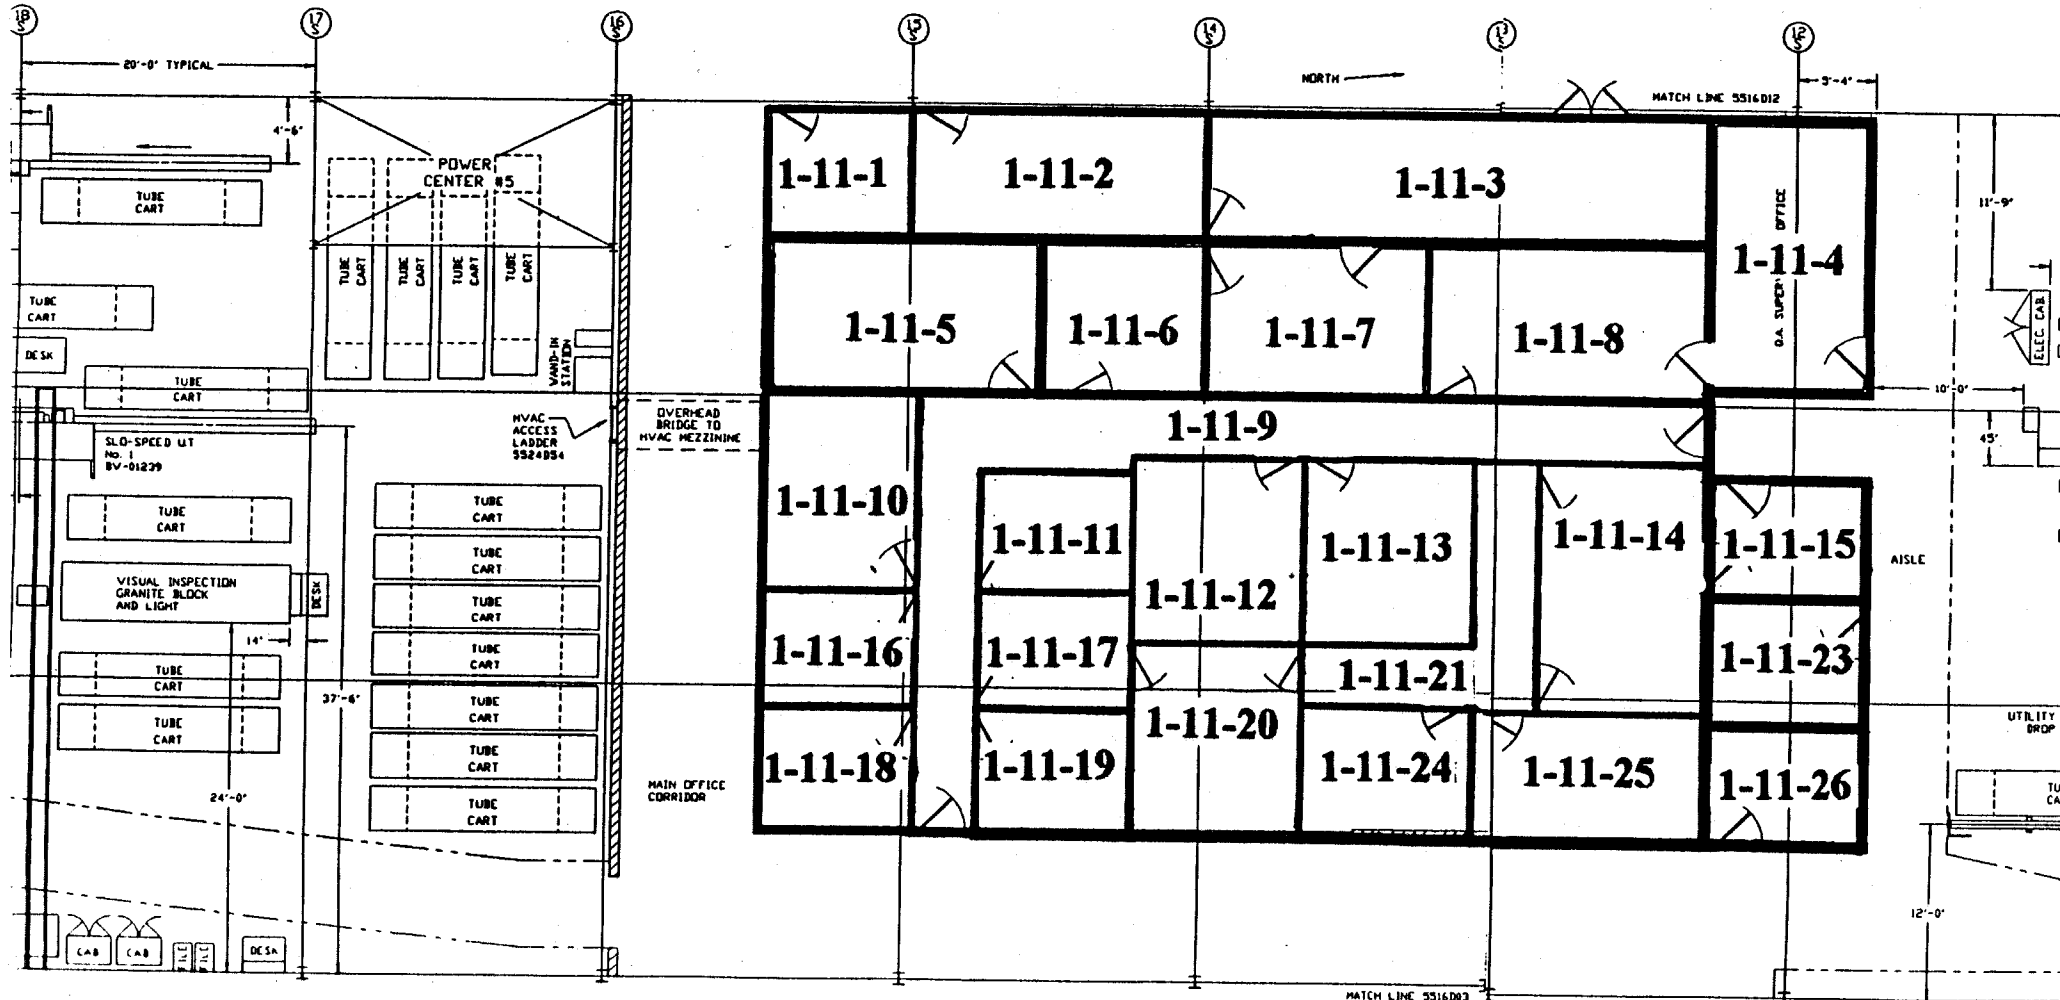 18
S
17
S
16
S
15
S
14
S
13
S
12
S
20'-0" TYPICAL
NORTH
9'-4"
MATCH LINE 5516D12
4'-6"
POWER
CENTER #5
TUBE
CART
TUBE
CART
TUBE
CART
TUBE
CART
TUBE
CART
TUBE
CART
DESK
TUBE
CART
WAND-IN
STATION
HVAC
ACCESS
LADDER
5524D54
OVERHEAD
BRIDGE TO
HVAC MEZZININE
SLO-SPEED UT
No. 1
BV-01239
1-11-1
1-11-2
1-11-3
1-11-4
OFFICE
11'-9"
ELEC. CAB.
1-11-5
1-11-6
1-11-7
1-11-8
10'-0"
45'
1-11-9
1-11-10
1-11-11
1-11-12
1-11-13
1-11-14
1-11-15
AISLE
TUBE
CART
TUBE
CART
TUBE
CART
VISUAL INSPECTION
GRANITE BLOCK
AND LIGHT
DESK
TUBE
CART
14'
TUBE
CART
TUBE
CART
37'-6"
TUBE
CART
TUBE
CART
TUBE
CART
TUBE
CART
24'-0"
1-11-16
1-11-17
1-11-21
1-11-23
1-11-20
UTILITY
DROP
1-11-18
1-11-19
1-11-24
1-11-25
1-11-26
MAIN OFFICE
CORRIDOR
12'-0"
CAB
CAB
DESK
MATCH LINE 5516D03